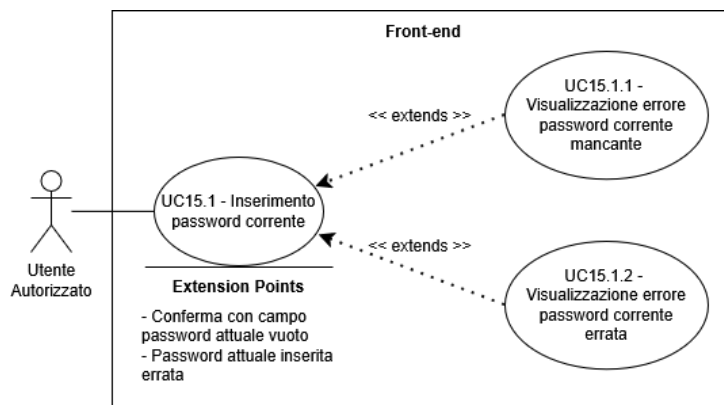 Front-end
UC15.1.1 -
Visualizzazione errore
password corrente
mancante
<< extends >>
UC15.1 - Inserimento
password corrente
Utente
Autorizzato
<< extends >>
UC15.1.2 -
Visualizzazione errore
password corrente
errata
Extension Points
- Conferma con campo
password attuale vuoto
- Password attuale inserita
errata